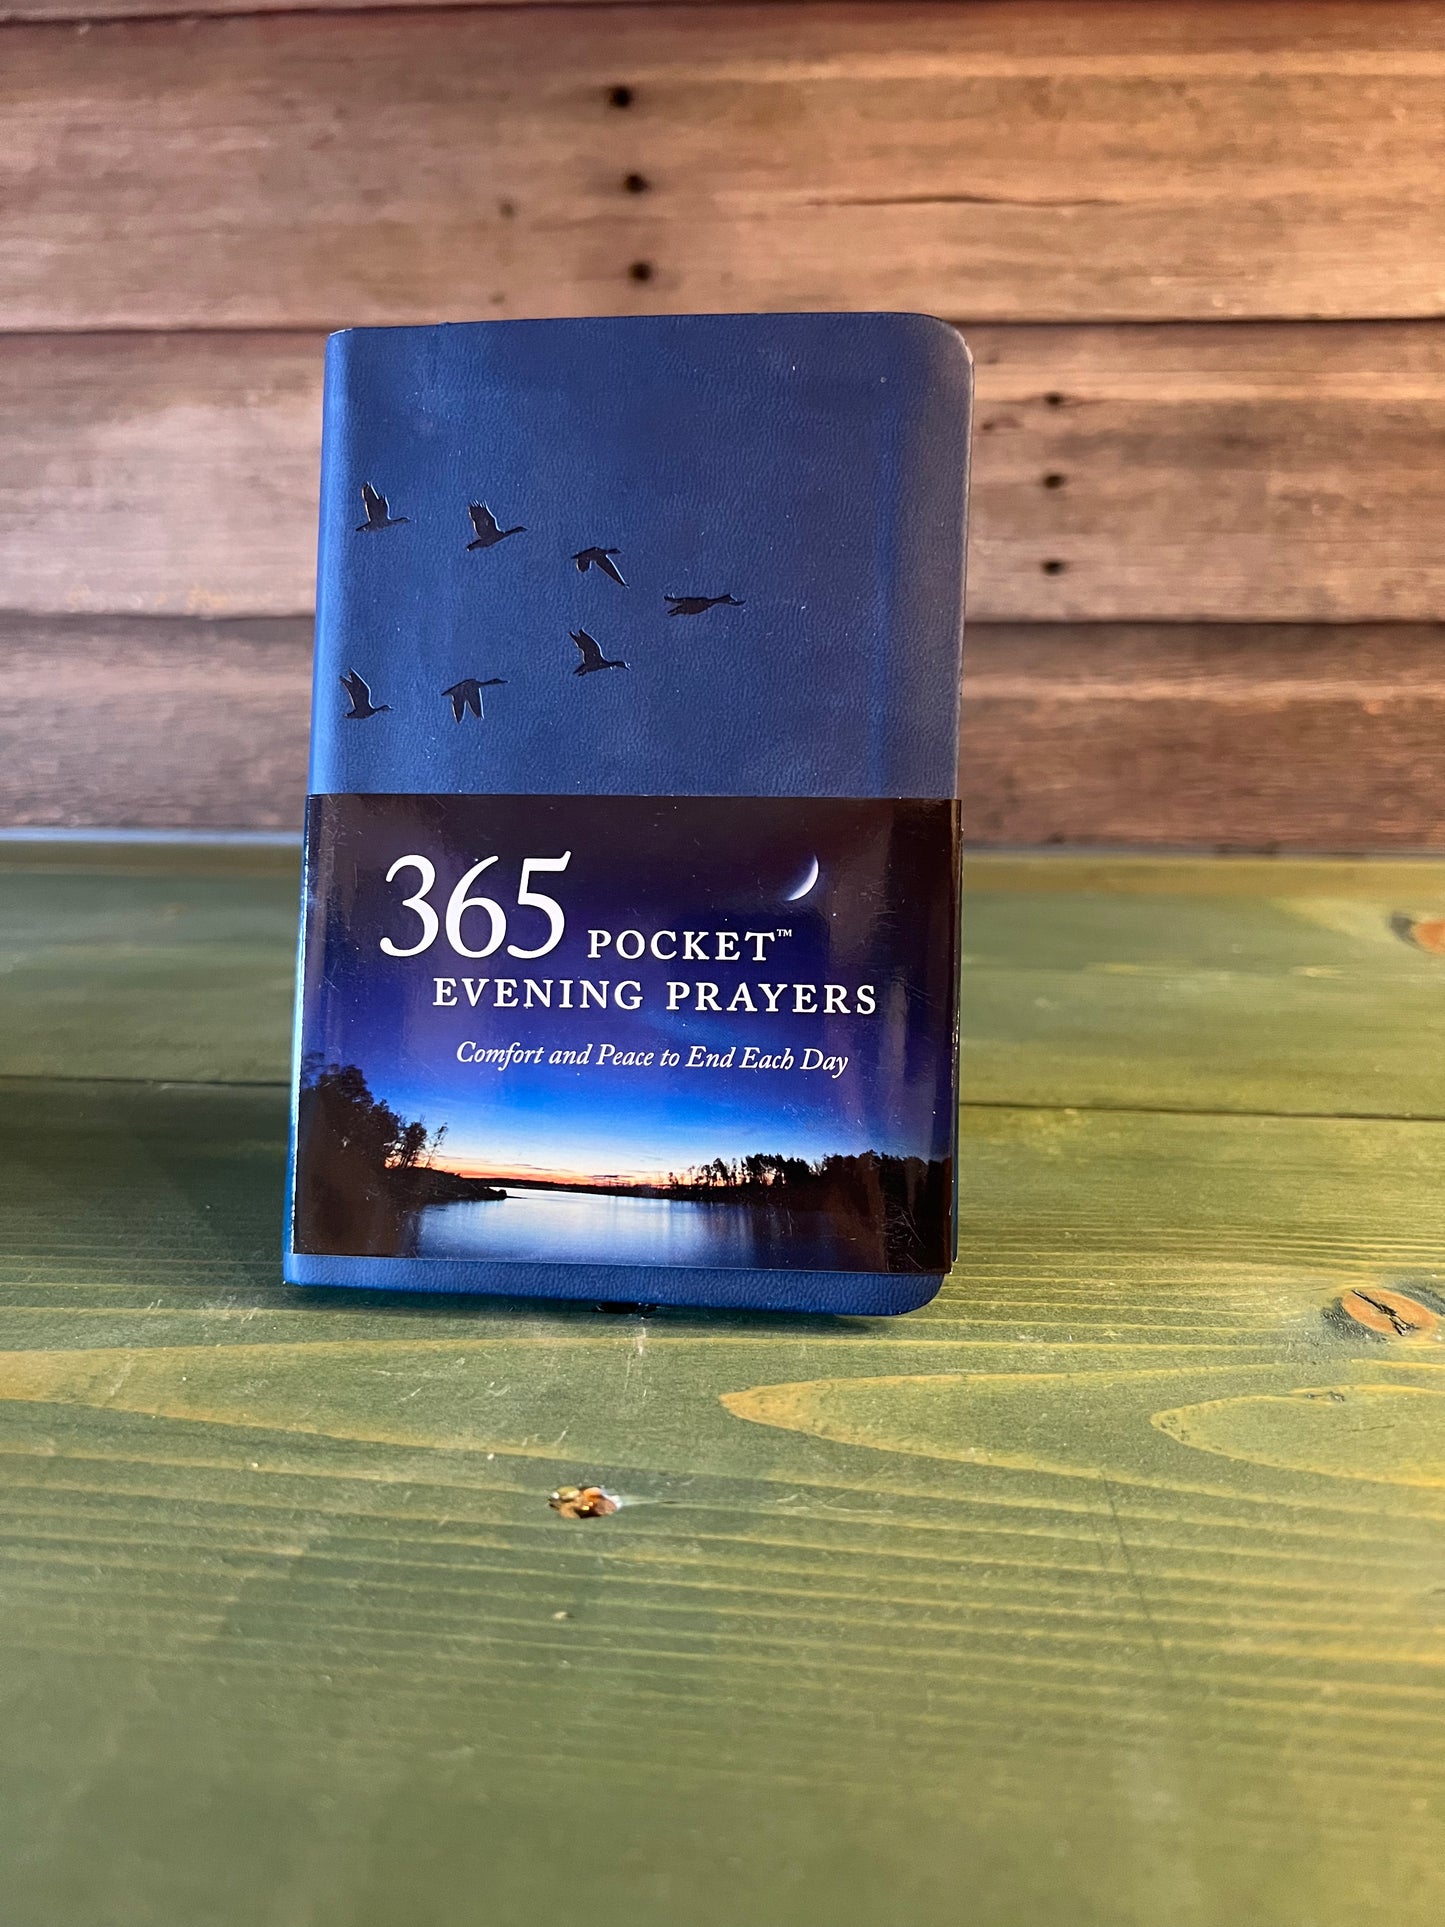 365 POCKET™
EVENING PRAYERS
Comfort and Peace to End Each Day